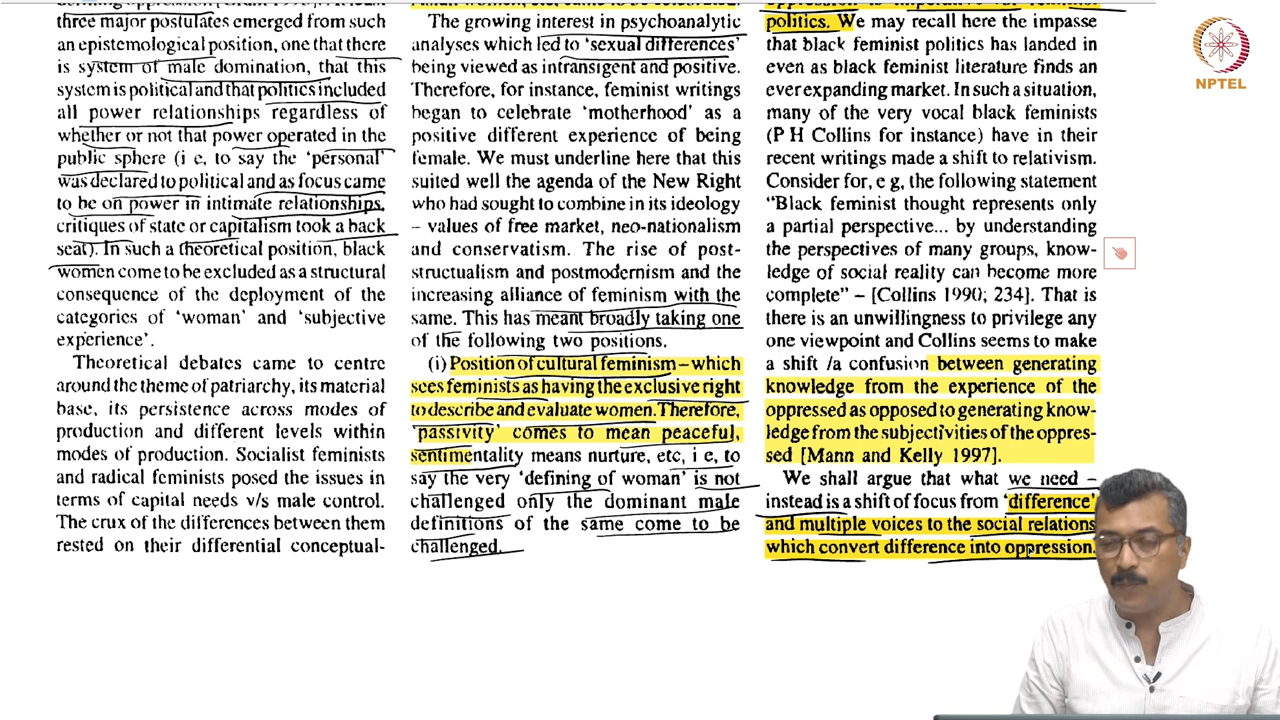 three major postulates emerged from such
an epistemological position, one that there
is system of male domination, that this
system is political and that politics included
all power relationships regardless of
whether or not that power operated in the
public sphere (i e, to say the 'personal'
was declared to political and as focus came
to be on power in intimate relationships,
critiques of state or capitalism took a back
seat). In such a theoretical position, black
women come to be excluded as a structural
consequence of the deployment of the
categories of 'woman' and 'subjective
experience'.
Theoretical debates came to centre
around the theme of patriarchy, its material
base, its persistence across modes of
production and different levels within
modes of production. Socialist feminists
and radical feminists posed the issues in
terms of capital needs v/s male control.
The crux of the differences between them
rested on their differential conceptual-
The growing interest in psychoanalytic
analyses which led to 'sexual differences'
being viewed as intransigent and positive.
Therefore, for instance, feminist writings
began to celebrate 'motherhood' as a
positive different experience of being
female. We must underline here that this
suited well the agenda of the New Right
who had sought to combine in its ideology
– values of free market, neo-nationalism
and conservatism. The rise of post-
structualism and postmodernism and the
increasing alliance of feminism with the
same. This has meant broadly taking one
of the following two positions.
(i) Position of cultural feminism – which
sees feminists as having the exclusive right
to describe and evaluate women. Therefore,
'passivity' comes to mean peaceful,
sentimentality means nurture, etc, i e, to
say the very 'defining of woman' is not
challenged only the dominant male
definitions of the same come to be
challenged.
politics. We may recall here the impasse
that black feminist politics has landed in
even as black feminist literature finds an
ever expanding market. In such a situation,
many of the very vocal black feminists
(P H Collins for instance) have in their
recent writings made a shift to relativism.
Consider for, e g, the following statement
"Black feminist thought represents only
a partial perspective... by understanding
the perspectives of many groups, know-
ledge of social reality can become more
complete" – [Collins 1990; 234]. That is
there is an unwillingness to privilege any
one viewpoint and Collins seems to make
a shift /a confusion between generating
knowledge from the experience of the
oppressed as opposed to generating know-
ledge from the subjectivities of the oppres-
sed [Mann and Kelly 1997].
We shall argue that what we need –
instead is a shift of focus from 'difference'
and multiple voices to the social relations
which convert difference into oppression.
NPTEL